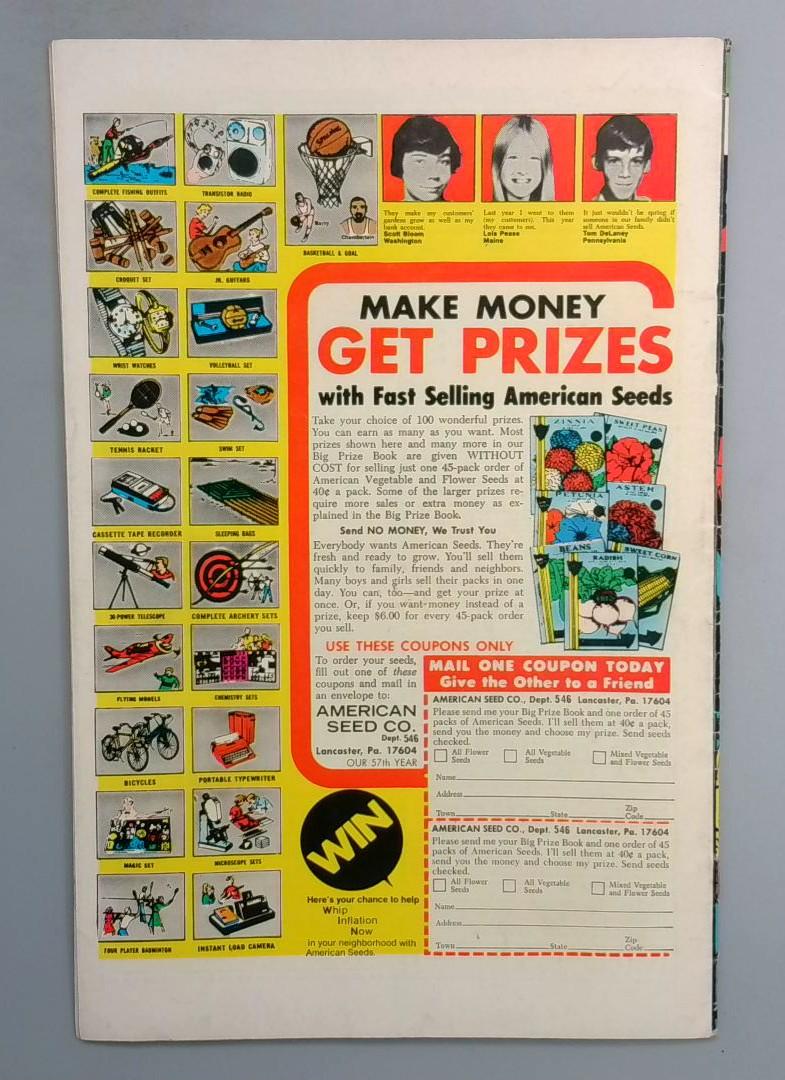 COMPLETE FISHING OUTFITS
TRANSISTOR RADIO
CROQUET SET
JR. GUITARS
WRIST WATCHES
VOLLEYBALL SET
TENNIS RACKET
SWIM SET
CASSETTE TAPE RECORDER
SLEEPING BAGS
30-POWER TELESCOPE
COMPLETE ARCHERY SETS
FLYING MODELS
CHEMISTRY SETS
BICYCLES
PORTABLE TYPEWRITER
MAGIC SET
MICROSCOPE SETS
FOUR PLAYER BADMINTON
INSTANT LOAD CAMERA
SPALDING
Barry
Chamberlain
BASKETBALL & GOAL
They make my customers'
gardens grow as well as my
bank account.
Scott Bloom
Washington
Last year I went to them
(my customers). This year
they came to me.
Lois Pease
Maine
It just wouldn't be spring if
someone in our family didn't
sell American Seeds.
Tom DeLaney
Pennsylvania
MAKE MONEY
GET PRIZES
with Fast Selling American Seeds
Take your choice of 100 wonderful prizes.
You can earn as many as you want. Most
prizes shown here and many more in our
Big Prize Book are given WITHOUT
COST for selling just one 45-pack order of
American Vegetable and Flower Seeds at
40¢ a pack. Some of the larger prizes re-
quire more sales or extra money as ex-
plained in the Big Prize Book.
Send NO MONEY, We Trust You
Everybody wants American Seeds. They're
fresh and ready to grow. You'll sell them
quickly to family, friends and neighbors.
Many boys and girls sell their packs in one
day. You can, too—and get your prize at
once. Or, if you want money instead of a
prize, keep $6.00 for every 45-pack order
you sell.
ZINNIA
SWEET PEAS
PETUNIA
ASTER
BEANS
RADISH
SWEET CORN
USE THESE COUPONS ONLY
To order your seeds,
fill out one of these
coupons and mail in
an envelope to:
AMERICAN
SEED CO.
Dept. 546
Lancaster, Pa. 17604
OUR 57th YEAR
MAIL ONE COUPON TODAY
Give the Other to a Friend
AMERICAN SEED CO., Dept. 546 Lancaster, Pa. 17604
Please send me your Big Prize Book and one order of 45
packs of American Seeds. I'll sell them at 40¢ a pack,
send you the money and choose my prize. Send seeds
checked.
All Flower Seeds All Vegetable Seeds Mixed Vegetable and Flower Seeds
Name
Address
Town State Zip Code
AMERICAN SEED CO., Dept. 546 Lancaster, Pa. 17604
Please send me your Big Prize Book and one order of 45
packs of American Seeds. I'll sell them at 40¢ a pack,
send you the money and choose my prize. Send seeds
checked.
All Flower Seeds All Vegetable Seeds Mixed Vegetable and Flower Seeds
Name
Address
Town State Zip Code
WIN
Here's your chance to help
Whip
Inflation
Now
in your neighborhood with
American Seeds.